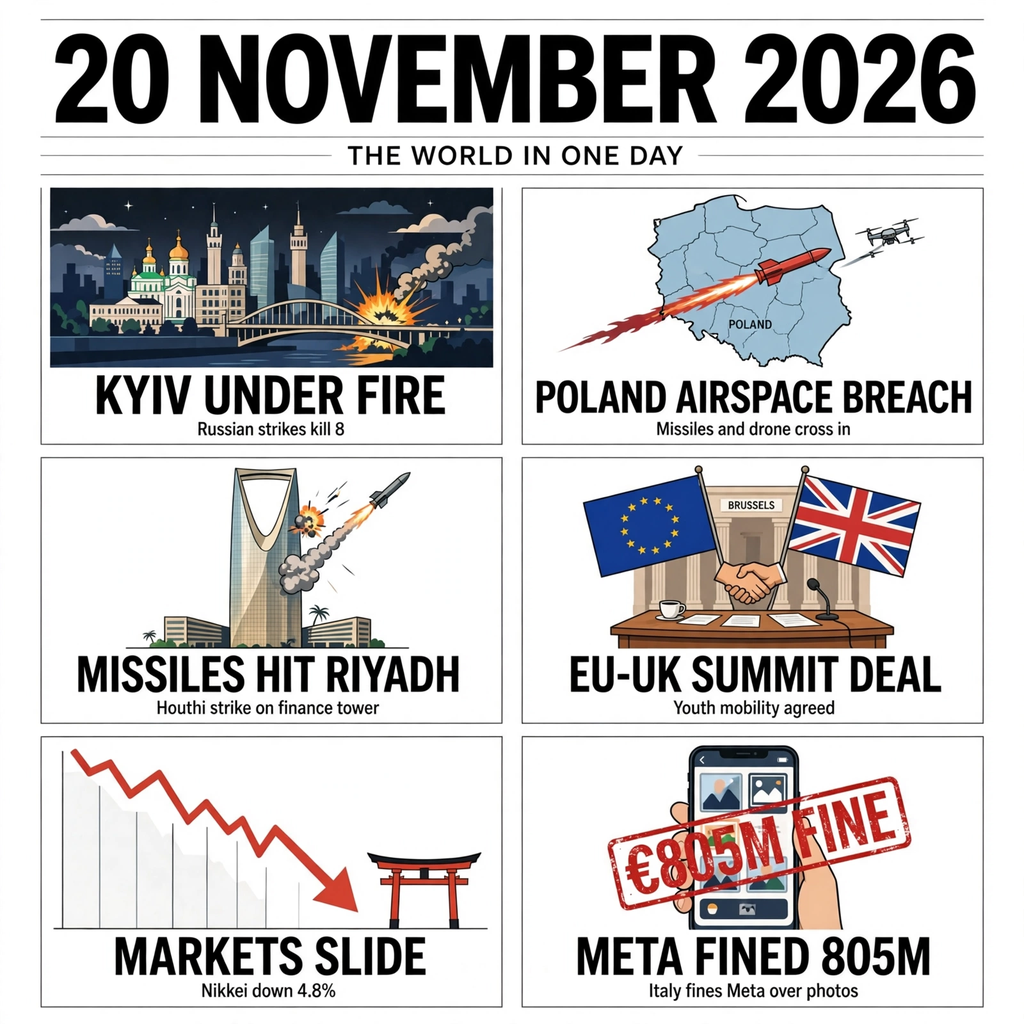 20 NOVEMBER 2026
THE WORLD IN ONE DAY
KYIV UNDER FIRE
Russian strikes kill 8
POLAND
POLAND AIRSPACE BREACH
Missiles and drone cross in
MISSILES HIT RIYADH
Houthi strike on finance tower
BRUSSELS
EU-UK SUMMIT DEAL
Youth mobility agreed
MARKETS SLIDE
Nikkei down 4.8%
€805M FINE
META FINED 805M
Italy fines Meta over photos